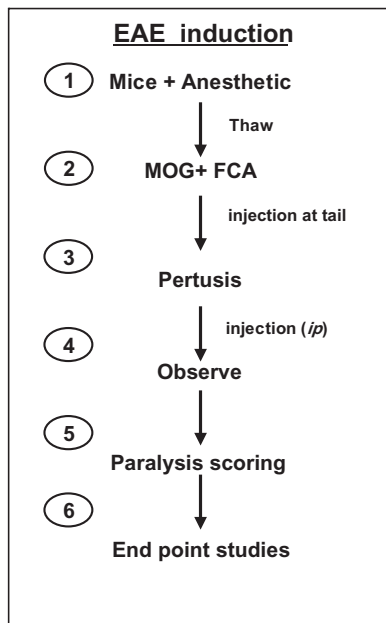 EAE induction
1 Mice + Anesthetic
Thaw
2 MOG+ FCA
injection at tail
3
Pertusis
injection (ip)
4
Observe
5
Paralysis scoring
6
End point studies